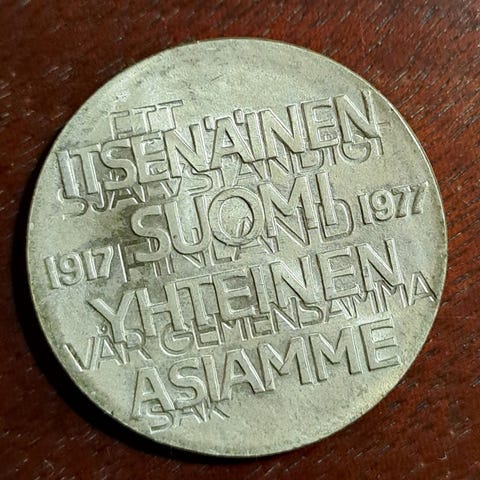 ETT
ITSENÄINEN
SJÄLVSTÄNDIGT
SUOMI
1917 FINLAND 1977
YHTEINEN
VÅR GEMENSAMMA
ASIAMME
SAK